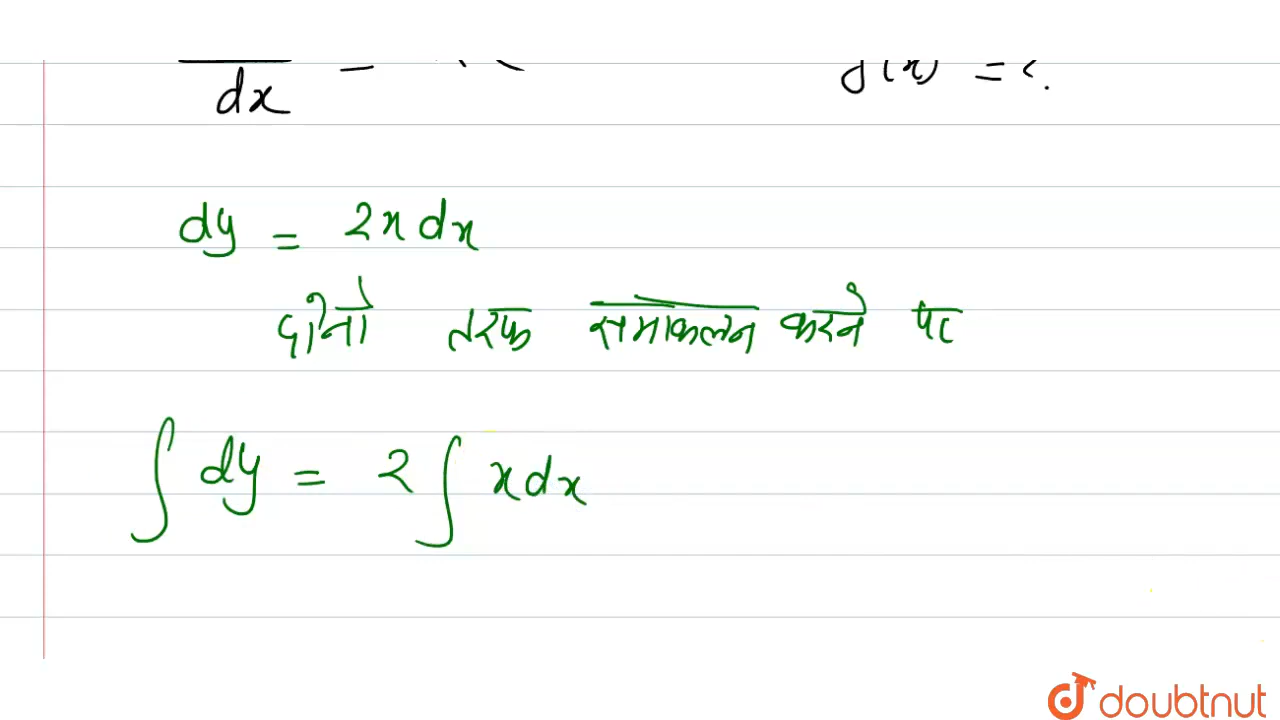 dx
y(x) = ?
dy = 2x dx
दोनो तरफ समाकलन करने पर
∫ dy = 2 ∫ x dx
doubtnut